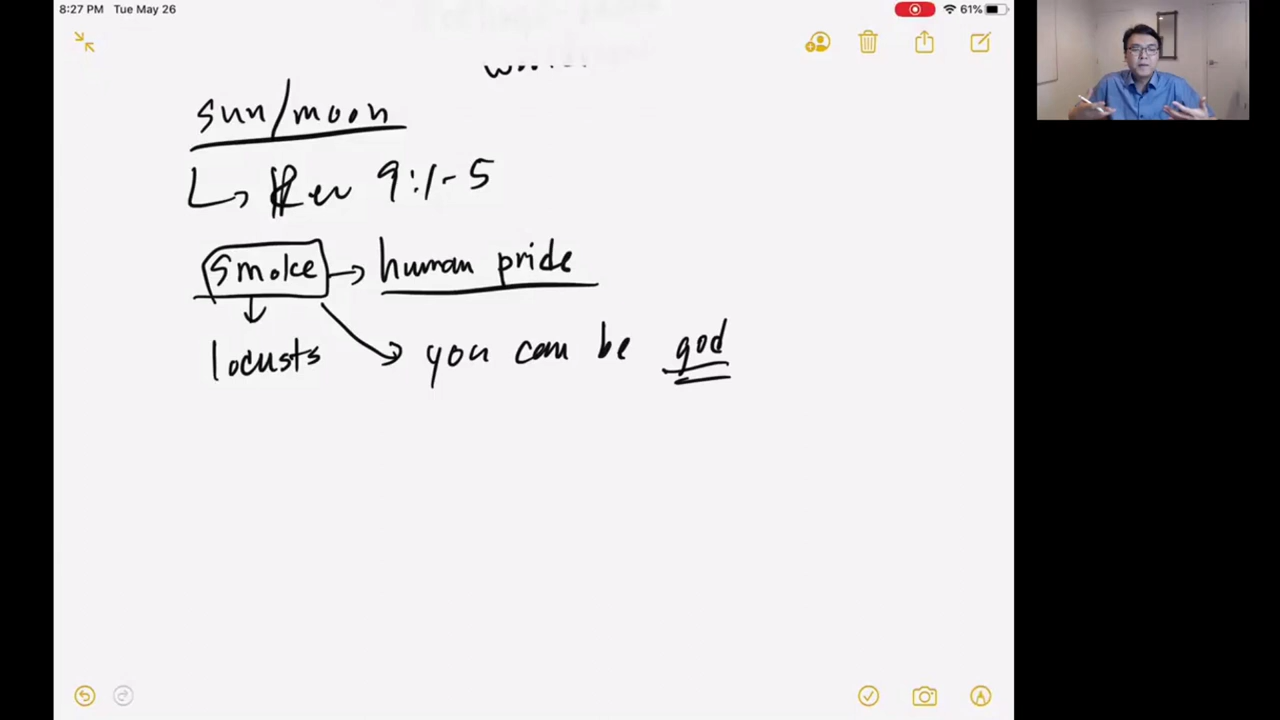 8:27 PM Tue May 26
61%
sun/moon
Rev 9:1-5
smoke → human pride
locusts
you can be god